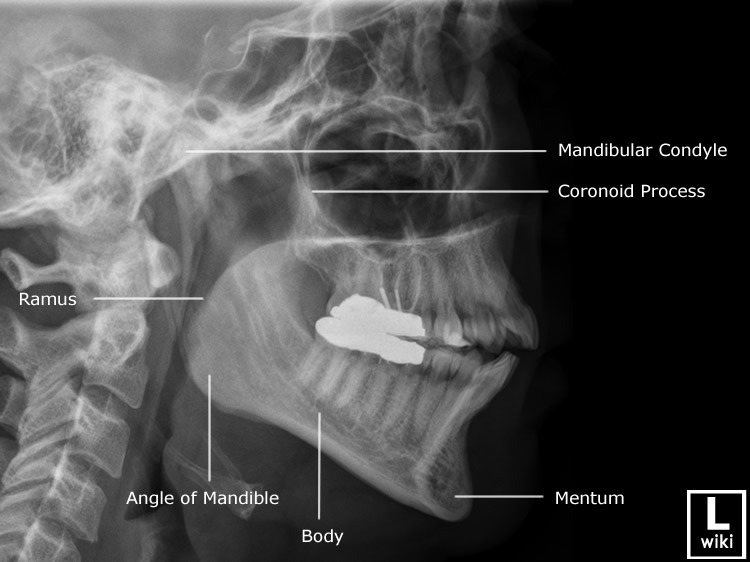 Mandibular Condyle
Coronoid Process
Ramus
Angle of Mandible
Mentum
Body
L
wiki